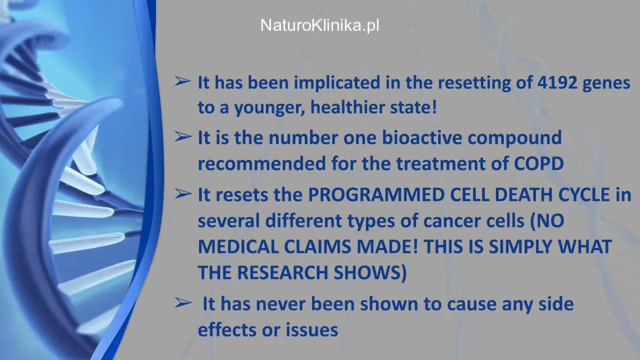 NaturoKlinika.pl
➢ It has been implicated in the resetting of 4192 genes
to a younger, healthier state!
➢ It is the number one bioactive compound
recommended for the treatment of COPD
➢ It resets the PROGRAMMED CELL DEATH CYCLE in
several different types of cancer cells (NO
MEDICAL CLAIMS MADE! THIS IS SIMPLY WHAT
THE RESEARCH SHOWS)
➢ It has never been shown to cause any side
effects or issues